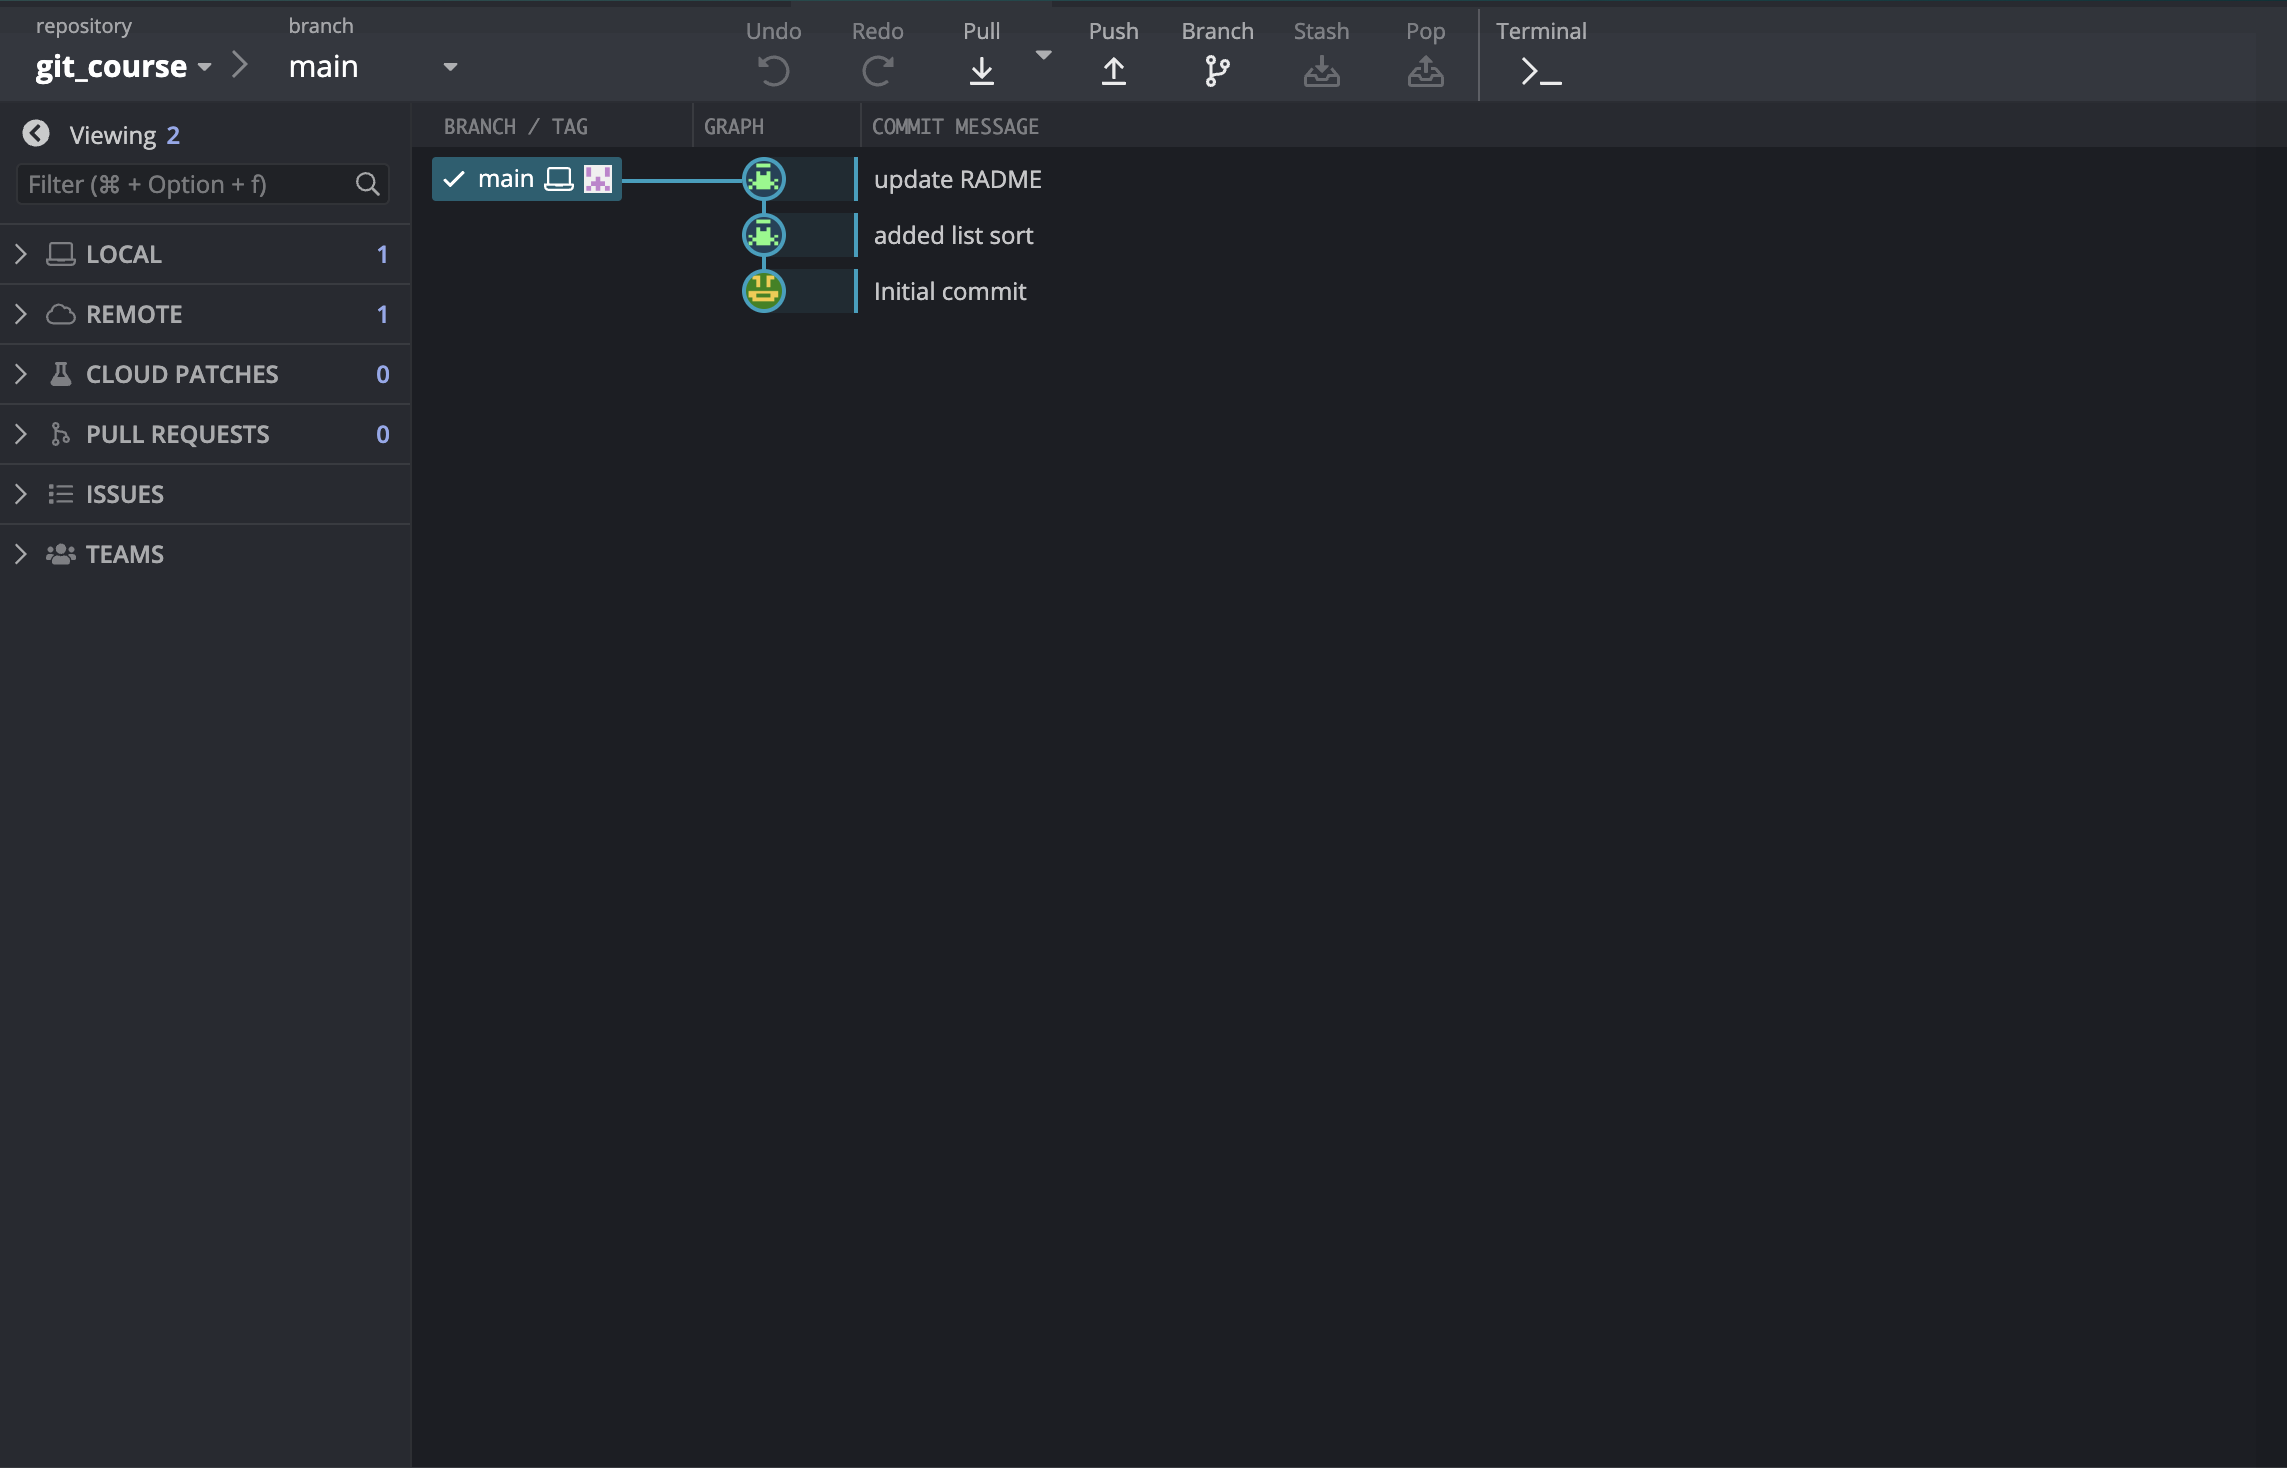 repository
git_course
branch
main
Undo
Redo
Pull
Push
Branch
Stash
Pop
Terminal
Viewing 2
Filter (⌘ + Option + f)
LOCAL 1
REMOTE 1
CLOUD PATCHES 0
PULL REQUESTS 0
ISSUES
TEAMS
BRANCH / TAG
GRAPH
COMMIT MESSAGE
main
update RADME
added list sort
Initial commit